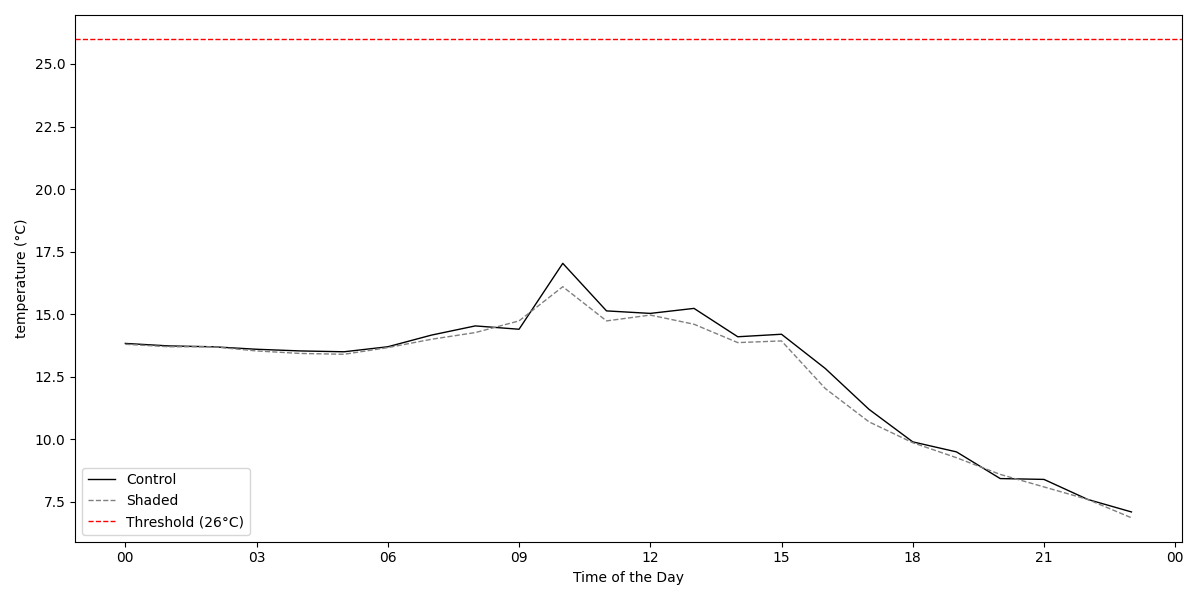 temperature (°C)
25.0
22.5
20.0
17.5
15.0
12.5
10.0
7.5
Control
Shaded
Threshold (26°C)
00 03 06 09 12 15 18 21 00
Time of the Day